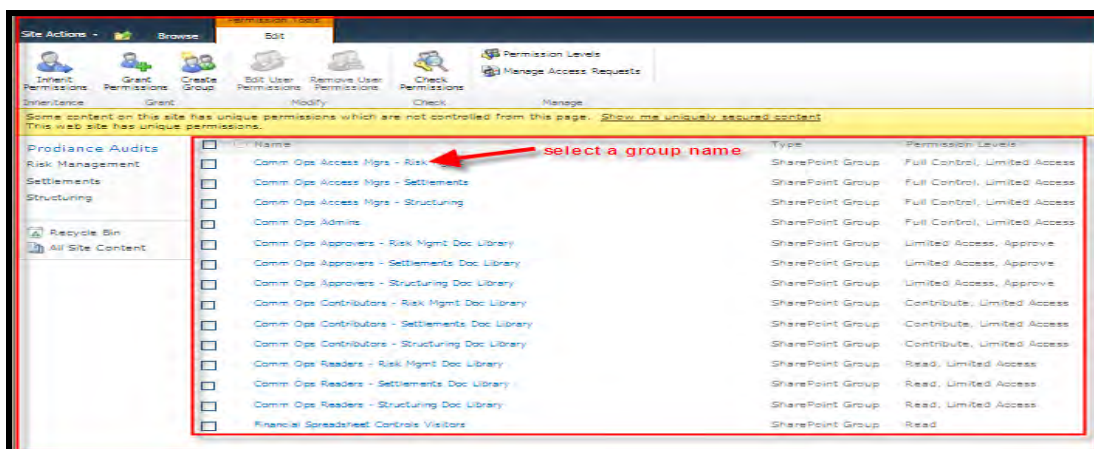 Permission Tools
Site Actions Browse Edit
Inherit Permissions
Grant Permissions
Create Group
Edit User Permissions
Remove User Permissions
Check Permissions
Permission Levels
Manage Access Requests
Inheritance Grant Modify Check Manage
Some content on this site has unique permissions which are not controlled from this page. Show me uniquely secured content
This web site has unique permissions.
Prodiance Audits
Risk Management
Settlements
Structuring
Recycle Bin
All Site Content
Name Type Permission Levels
select a group name
Comm Ops Access Mgrs - Risk SharePoint Group Full Control, Limited Access
Comm Ops Access Mgrs - Settlements SharePoint Group Full Control, Limited Access
Comm Ops Access Mgrs - Structuring SharePoint Group Full Control, Limited Access
Comm Ops Admins SharePoint Group Full Control, Limited Access
Comm Ops Approvers - Risk Mgmt Doc Library SharePoint Group Limited Access, Approve
Comm Ops Approvers - Settlements Doc Library SharePoint Group Limited Access, Approve
Comm Ops Approvers - Structuring Doc Library SharePoint Group Limited Access, Approve
Comm Ops Contributors - Risk Mgmt Doc Library SharePoint Group Contribute, Limited Access
Comm Ops Contributors - Settlements Doc Library SharePoint Group Contribute, Limited Access
Comm Ops Contributors - Structuring Doc Library SharePoint Group Contribute, Limited Access
Comm Ops Readers - Risk Mgmt Doc Library SharePoint Group Read, Limited Access
Comm Ops Readers - Settlements Doc Library SharePoint Group Read, Limited Access
Comm Ops Readers - Structuring Doc Library SharePoint Group Read, Limited Access
Financial Spreadsheet Controls Visitors SharePoint Group Read